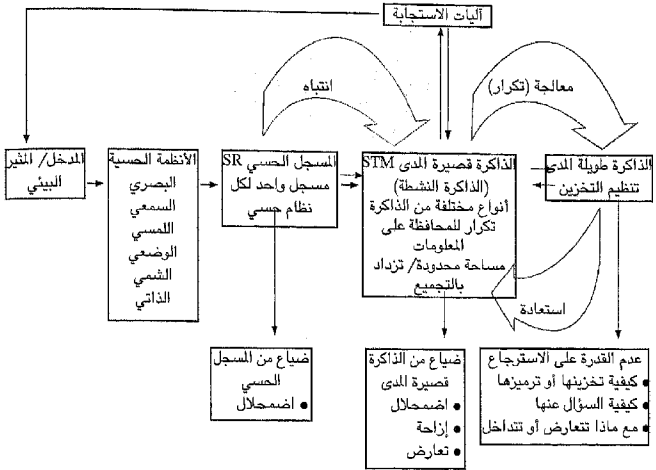 آليات الاستجابة
انتباه
معالجة (تكرار)
المدخل/ المثير
البيئي
الأنظمة الحسية
البصري
السمعي
اللمسي
الوضعي
الشمي
الذاتي
المسجل الحسي SR
مسجل واحد لكل
نظام حسي
الذاكرة قصيرة المدى STM
(الذاكرة النشطة)
أنواع مختلفة من الذاكرة
تكرار للمحافظة على
المعلومات
مساحة محدودة/ تزداد
بالتجميع
الذاكرة طويلة المدى
تنظيم التخزين
استعادة
ضياع من المسجل
الحسي
• اضمحلال
ضياع من الذاكرة
قصيرة المدى
• اضمحلال
• إزاحة
• تعارض
عدم القدرة على الاسترجاع
• كيفية تخزينها أو ترميزها
• كيفية السؤال عنها
• مع ماذا تتعارض أو تتداخل